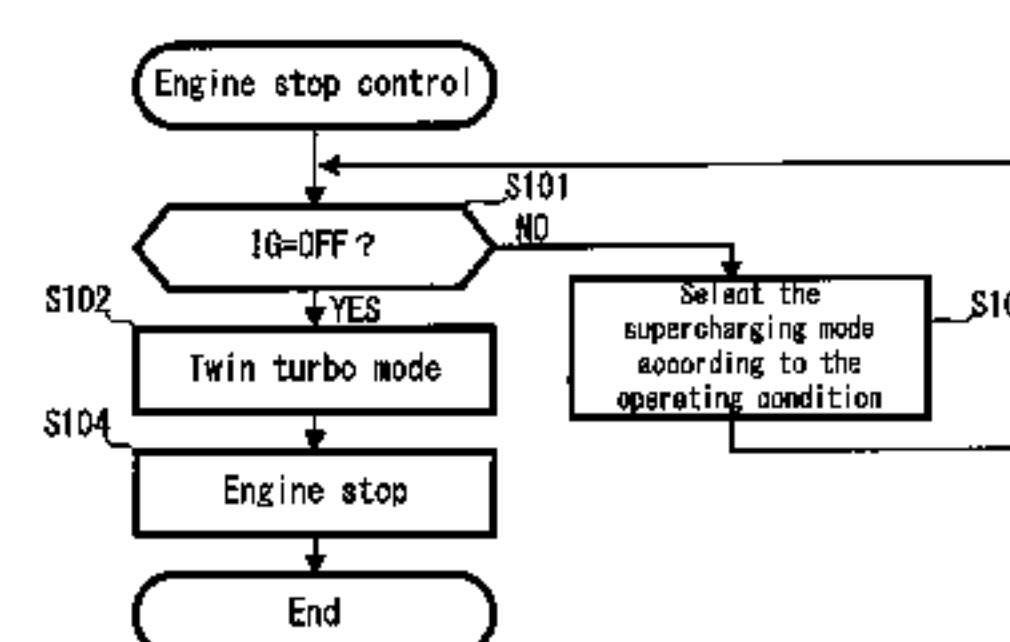 Engine stop control
S101
IG=OFF?
NO
YES
S102
Twin turbo mode
Select the
supercharging mode
according to the
operating condition
S104
Engine stop
End